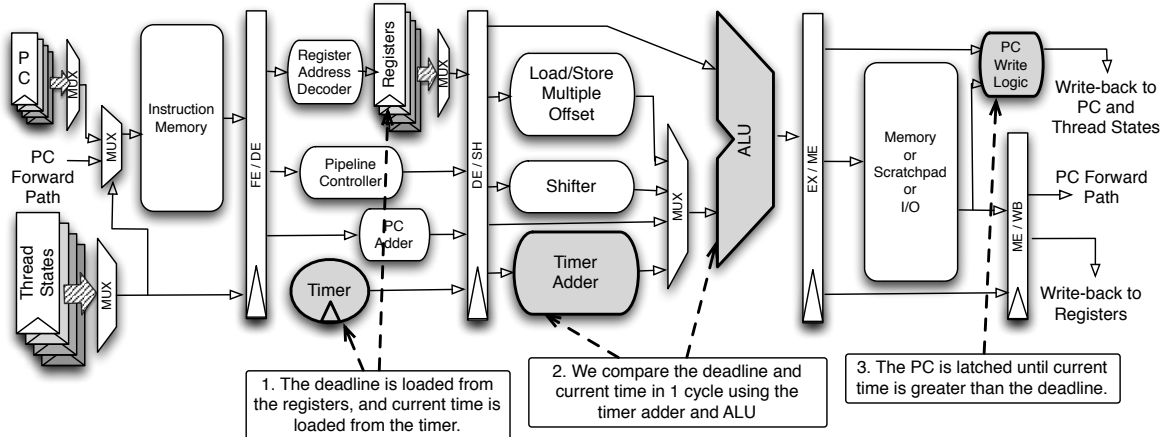 P
C
MUX
MUX
PC
Forward
Path
Thread
States
MUX
Instruction
Memory
FE / DE
Register
Address
Decoder
Registers
MUX
Pipeline
Controller
PC
Adder
Timer
DE / SH
Load/Store
Multiple
Offset
Shifter
Timer
Adder
MUX
ALU
EX / ME
Memory
or
Scratchpad
or
I/O
PC
Write
Logic
ME / WB
Write-back to
PC and
Thread States
PC Forward
Path
Write-back to
Registers
1. The deadline is loaded from
the registers, and current time is
loaded from the timer.
2. We compare the deadline and
current time in 1 cycle using the
timer adder and ALU
3. The PC is latched until current
time is greater than the deadline.